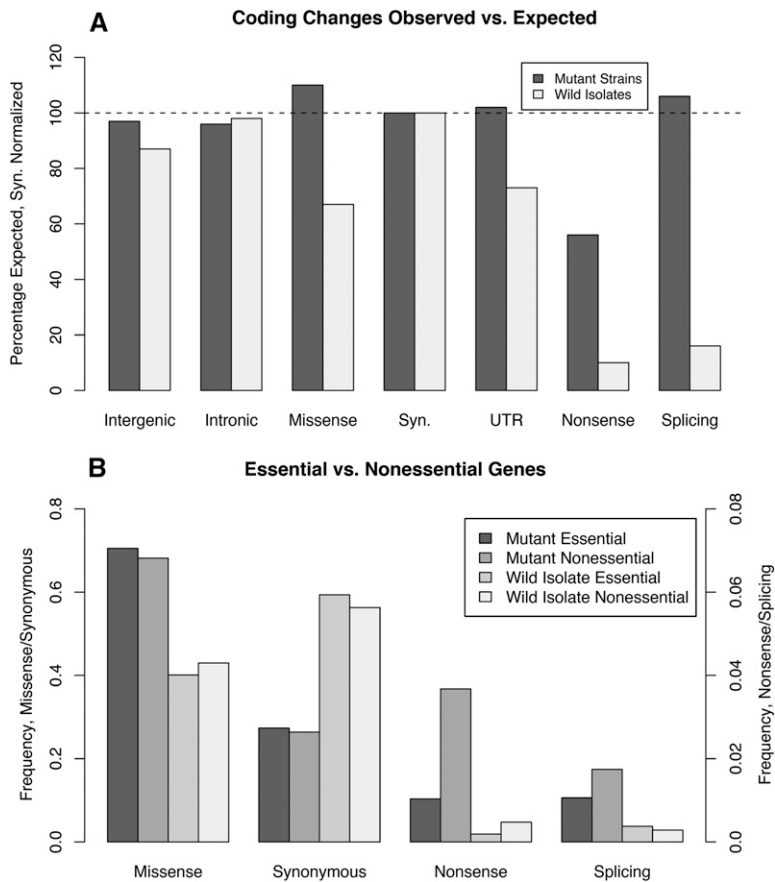 A
Coding Changes Observed vs. Expected
Percentage Expected, Syn. Normalized
120
100
80
60
40
20
0
Mutant Strains
Wild Isolates
Intergenic Intronic Missense Syn. UTR Nonsense Splicing
B
Essential vs. Nonessential Genes
Frequency, Missense/Synonymous
0.8
0.6
0.4
0.2
0.0
Mutant Essential
Mutant Nonessential
Wild Isolate Essential
Wild Isolate Nonessential
0.08
0.06
0.04
0.02
0.0
Frequency, Nonsense/Splicing
Missense Synonymous Nonsense Splicing